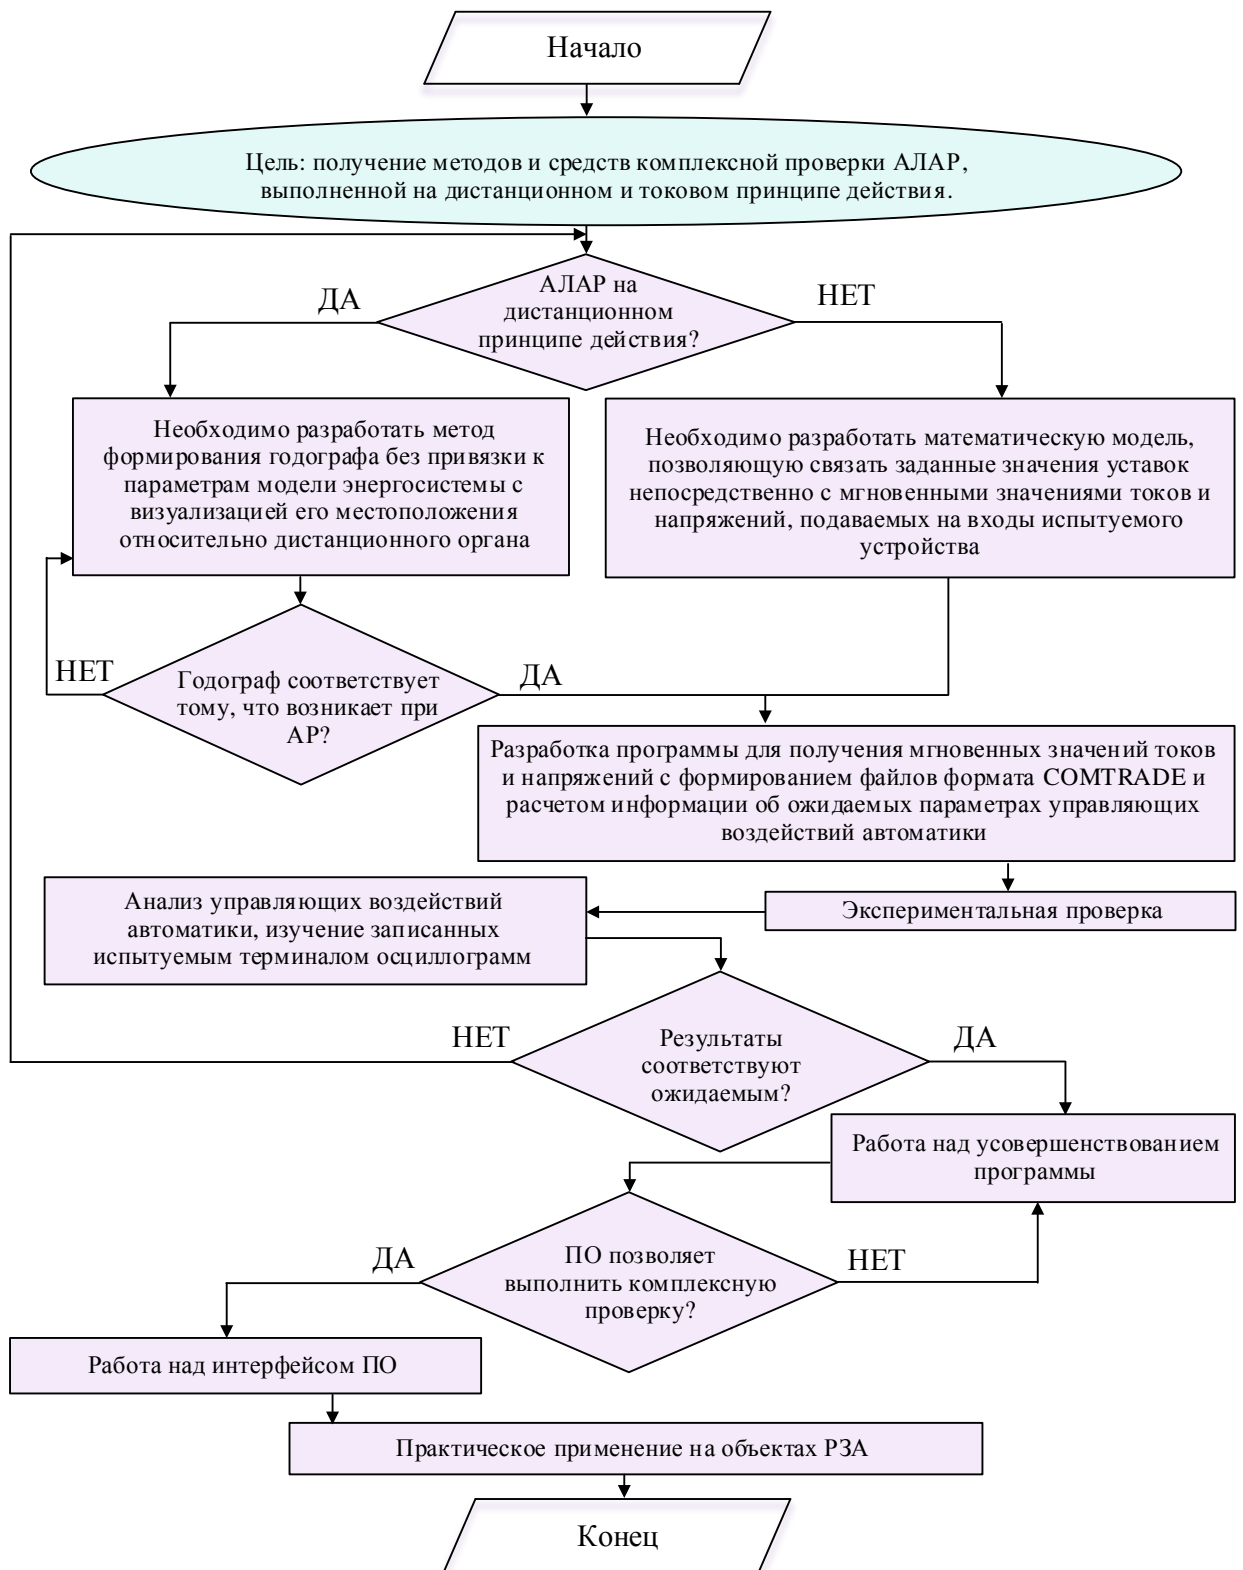 Начало
Цель: получение методов и средств комплексной проверки АЛАР,
выполненной на дистанционном и токовом принципе действия.
АЛАР на
дистанционном
принципе действия?
ДА
НЕТ
Необходимо разработать метод
формирования годографа без привязки к
параметрам модели энергосистемы с
визуализацией его местоположения
относительно дистанционного органа
Необходимо разработать математическую модель,
позволяющую связать заданные значения уставок
непосредственно с мгновенными значениями токов и
напряжений, подаваемых на входы испытуемого
устройства
НЕТ
Годограф соответствует
тому, что возникает при
АР?
ДА
Разработка программы для получения мгновенных значений токов
и напряжений с формированием файлов формата COMTRADE и
расчетом информации об ожидаемых параметрах управляющих
воздействий автоматики
Экспериментальная проверка
Анализ управляющих воздействий
автоматики, изучение записанных
испытуемым терминалом осциллограмм
НЕТ
Результаты
соответствуют
ожидаемым?
ДА
Работа над усовершенствованием
программы
ДА
ПО позволяет
выполнить комплексную
проверку?
НЕТ
Работа над интерфейсом ПО
Практическое применение на объектах РЗА
Конец